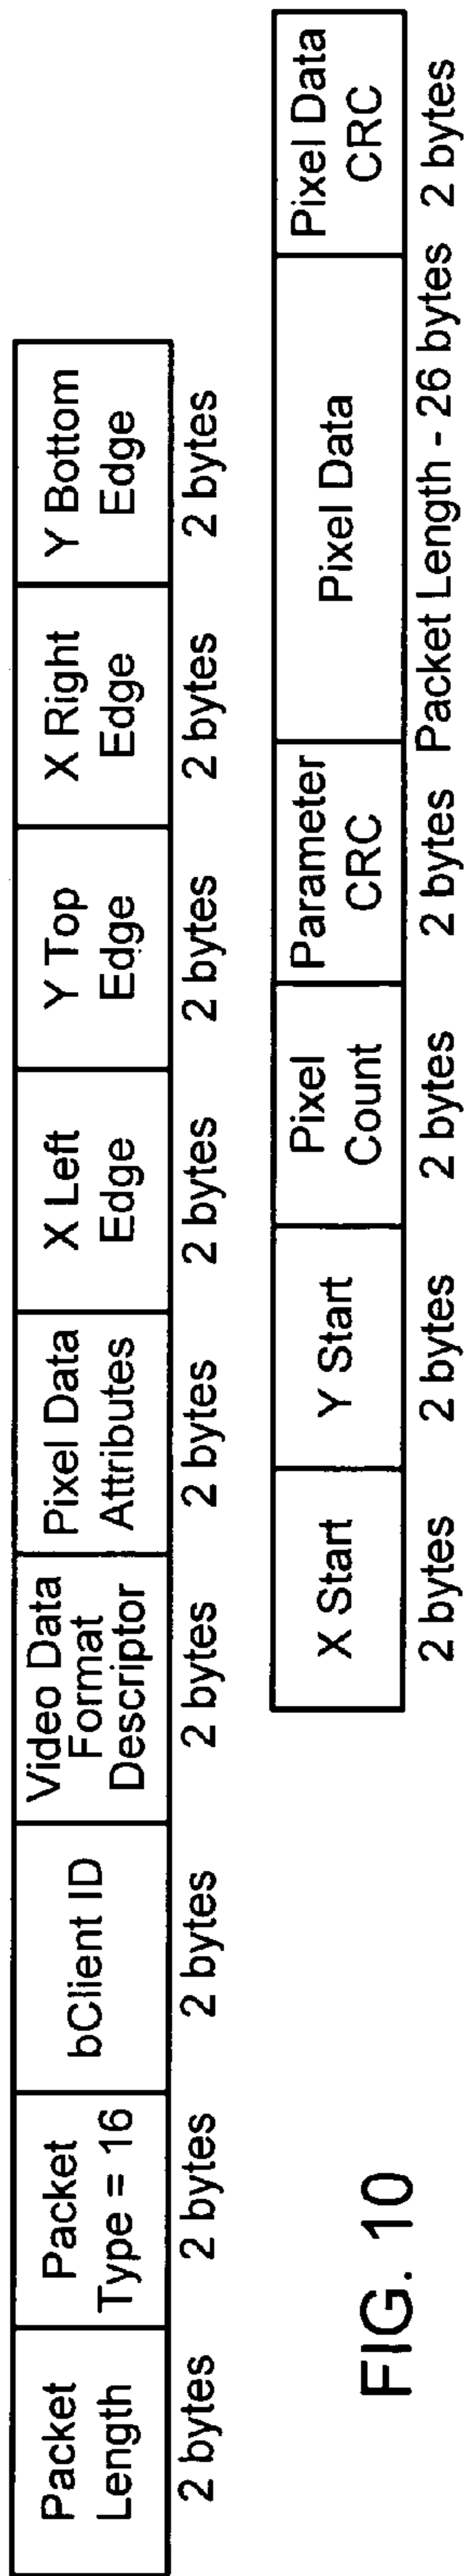 Packet
Length
2 bytes
Packet
Type = 16
2 bytes
bClient ID
2 bytes
Video Data
Format
Descriptor
2 bytes
Pixel Data
Attributes
2 bytes
X Left
Edge
2 bytes
Y Top
Edge
2 bytes
X Right
Edge
2 bytes
Y Bottom
Edge
2 bytes
X Start
2 bytes
Y Start
2 bytes
Pixel
Count
2 bytes
Parameter
CRC
2 bytes
Pixel Data
Packet Length - 26 bytes
Pixel Data
CRC
2 bytes
FIG. 10